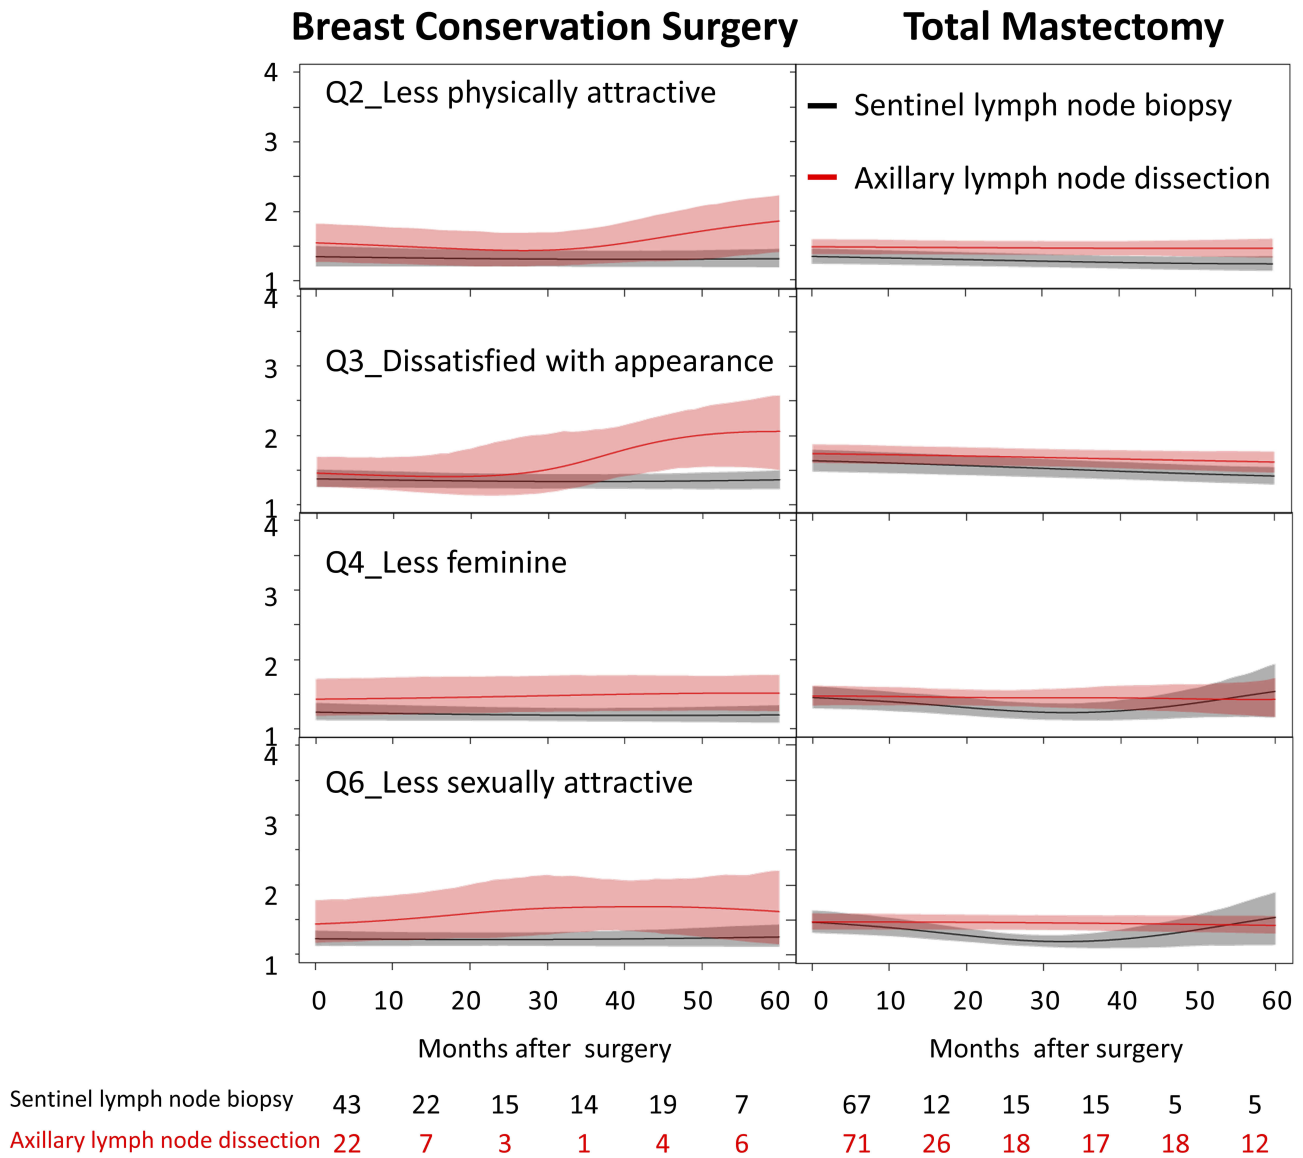 Breast Conservation Surgery Total Mastectomy
4
Q2_Less physically attractive
3
2
1
Sentinel lymph node biopsy
Axillary lymph node dissection
4
Q3_Dissatisfied with appearance
3
2
1
4
Q4_Less feminine
3
2
1
4
Q6_Less sexually attractive
3
2
1
0 10 20 30 40 50 60 0 10 20 30 40 50 60
Months after surgery Months after surgery
Sentinel lymph node biopsy 43 22 15 14 19 7 67 12 15 15 5 5
Axillary lymph node dissection 22 7 3 1 4 6 71 26 18 17 18 12